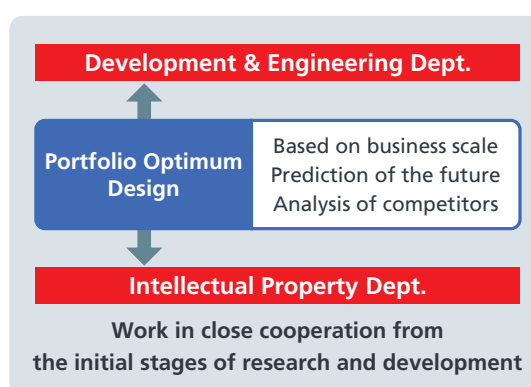 Development & Engineering Dept.
Portfolio Optimum
Design
Based on business scale
Prediction of the future
Analysis of competitors
Intellectual Property Dept.
Work in close cooperation from
the initial stages of research and development